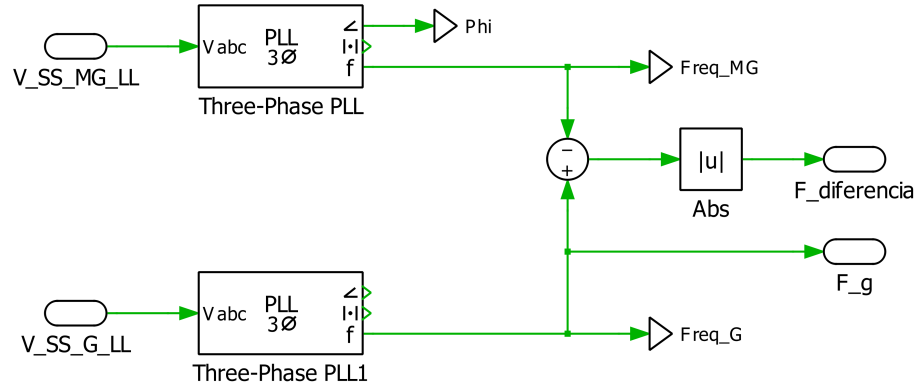 Phi
Vabc
PLL
3Ø
∠
|·|
f
V_SS_MG_LL
Freq_MG
Three-Phase PLL
−
+
|u|
F_diferencia
Abs
F_g
Vabc
PLL
3Ø
∠
|·|
f
V_SS_G_LL
Freq_G
Three-Phase PLL1